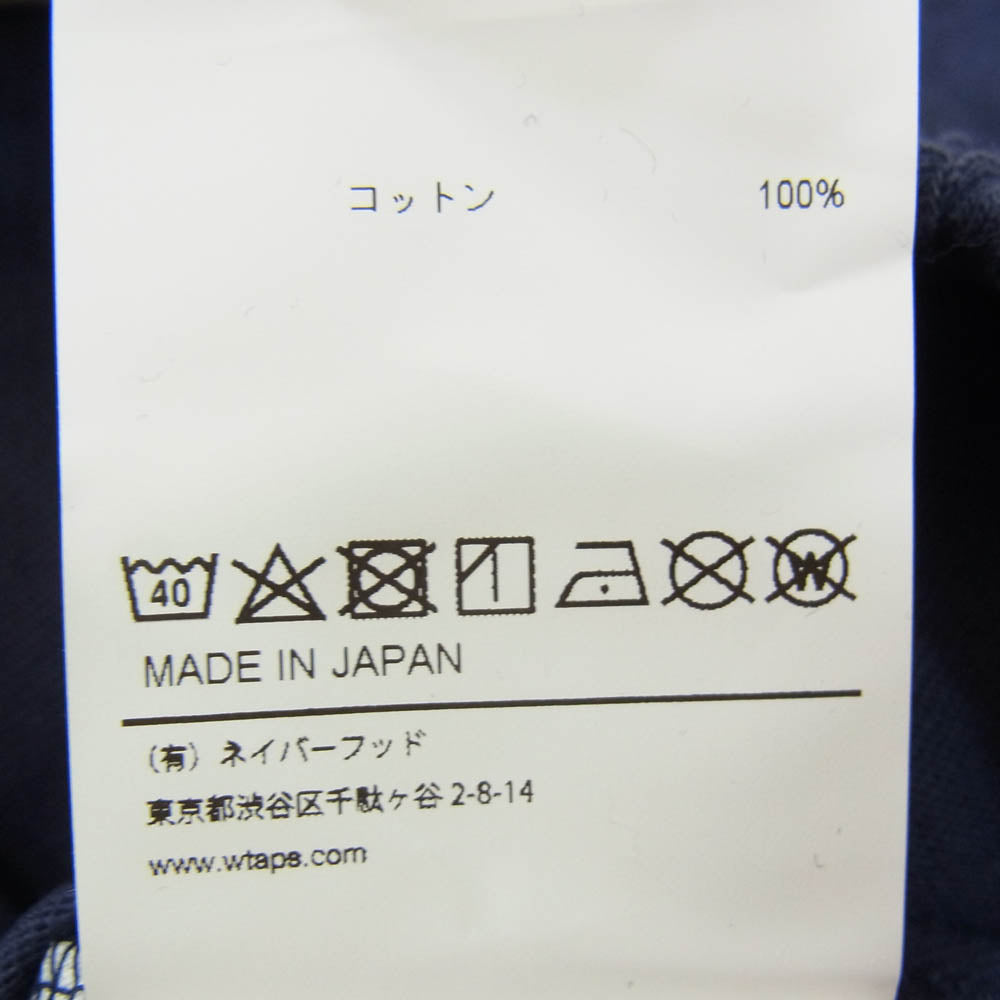 コットン 100%
40 W
MADE IN JAPAN
（有）ネイバーフッド
東京都渋谷区千駄ヶ谷 2-8-14
www.wtaps.com